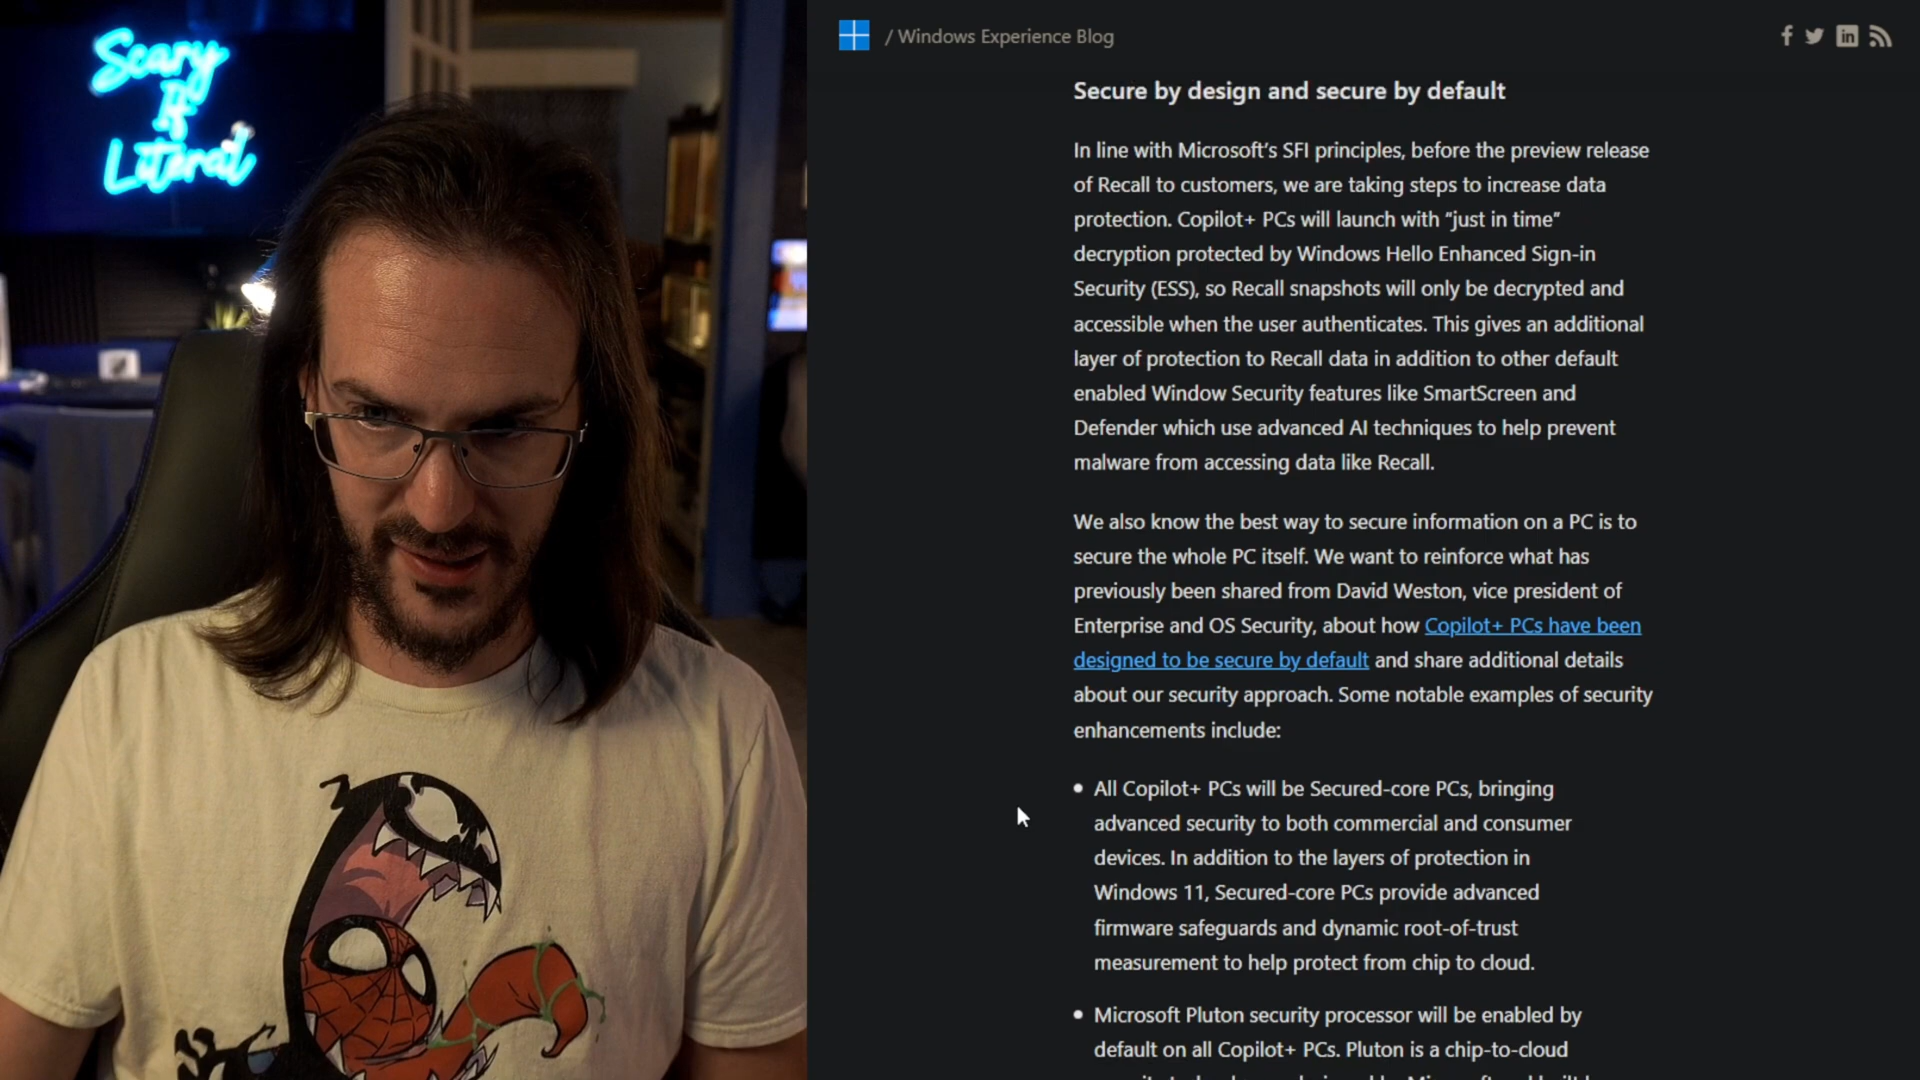 Scary
Is
Literal
/ Windows Experience Blog
Secure by design and secure by default
In line with Microsoft’s SFI principles, before the preview release
of Recall to customers, we are taking steps to increase data
protection. Copilot+ PCs will launch with “just in time”
decryption protected by Windows Hello Enhanced Sign-in
Security (ESS), so Recall snapshots will only be decrypted and
accessible when the user authenticates. This gives an additional
layer of protection to Recall data in addition to other default
enabled Window Security features like SmartScreen and
Defender which use advanced AI techniques to help prevent
malware from accessing data like Recall.
We also know the best way to secure information on a PC is to
secure the whole PC itself. We want to reinforce what has
previously been shared from David Weston, vice president of
Enterprise and OS Security, about how Copilot+ PCs have been
designed to be secure by default and share additional details
about our security approach. Some notable examples of security
enhancements include:
• All Copilot+ PCs will be Secured-core PCs, bringing
advanced security to both commercial and consumer
devices. In addition to the layers of protection in
Windows 11, Secured-core PCs provide advanced
firmware safeguards and dynamic root-of-trust
measurement to help protect from chip to cloud.
• Microsoft Pluton security processor will be enabled by
default on all Copilot+ PCs. Pluton is a chip-to-cloud